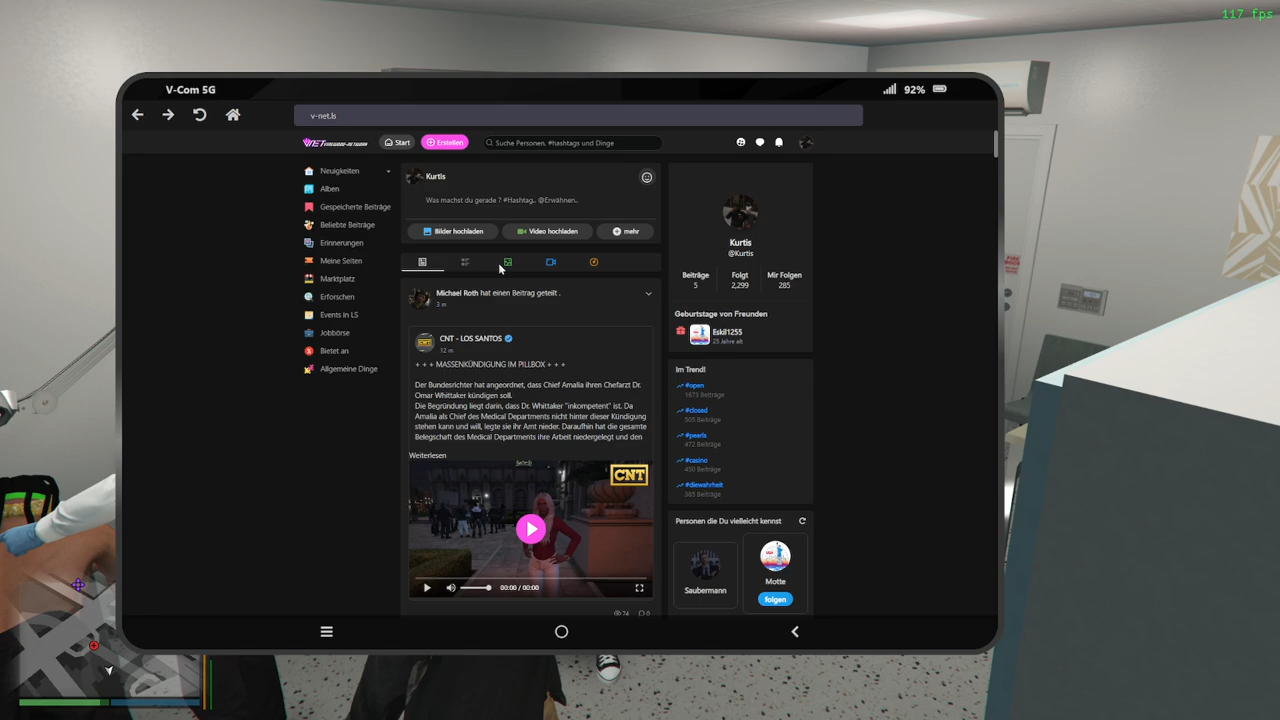 117 fps
V-Com 5G
92%
v-net.ls
VNET
Start
Erstellen
Suche Personen, #hashtags und Dinge
Neuigkeiten
Alben
Gespeicherte Beiträge
Beliebte Beiträge
Erinnerungen
Meine Seiten
Marktplatz
Erforschen
Events in LS
Jobbörse
Bietet an
Allgemeine Dinge
Kurtis
Was machst du gerade ? #Hashtag.. @Erwähnen..
Bilder hochladen
Video hochladen
mehr
Michael Roth hat einen Beitrag geteilt .
3 m
CNT - LOS SANTOS
12 m
+ + + MASSENKÜNDIGUNG IM PILLBOX + + +
Der Bundesrichter hat angeordnet, dass Chief Amalia ihren Chefarzt Dr.
Omar Whittaker kündigen soll.
Die Begründung liegt darin, dass Dr. Whittaker "inkompetent" ist. Da
Amalia als Chief des Medical Departments nicht hinter dieser Kündigung
stehen kann und will, legte sie ihr Amt nieder. Daraufhin hat die gesamte
Belegschaft des Medical Departments ihre Arbeit niedergelegt und den
Weiterlesen
CNT
00:00 / 00:00
74
0
Kurtis
@Kurtis
Beiträge
5
Folgt
2,299
Mir Folgen
285
Geburtstage von Freunden
Eskil1255
25 Jahre alt
Im Trend!
#open
1673 Beiträge
#closed
505 Beiträge
#pearls
472 Beiträge
#casino
450 Beiträge
#diewahrheit
385 Beiträge
Personen die Du vielleicht kennst
Saubermann
Motte
folgen